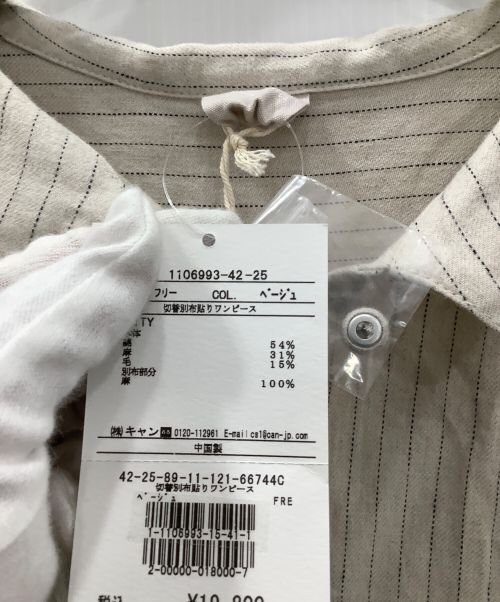 1106993-42-25
フリー COL. ベージュ
切替別布貼りワンピース
TY
体
綿 54%
麻 31%
毛 15%
別布部分
麻 100%
(株)キャン 0120-112961 E-mail cs1@can-jp.com
中国製
42-25-89-11-121-66744C
切替別布貼りワンピース
ベージュ FRE
1-1106993-15-41-1
2-00000-018000-7
税込